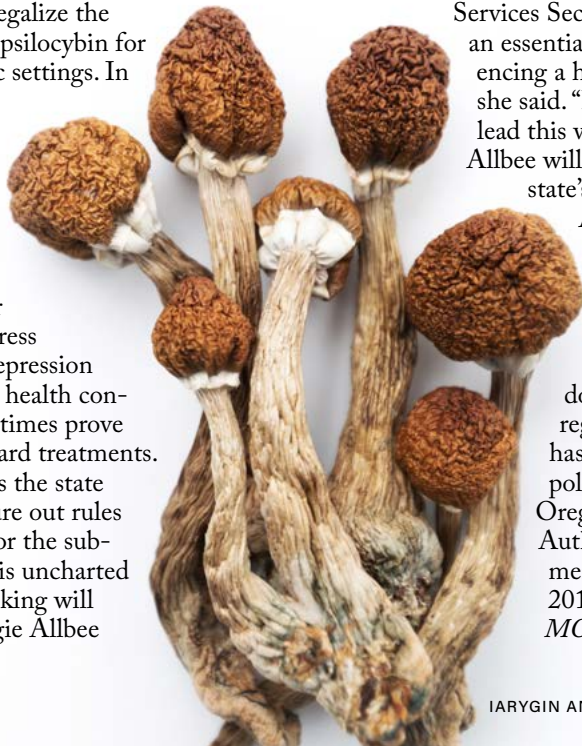 egalize the
psilocybin for
c settings. In
ress
epression
health con-
times prove
ard treatments.
s the state
ure out rules
or the sub-
is uncharted
king will
gie Allbee
Services Sec
an essentia
encing a h
she said. “
lead this w
Allbee will
state’
do
reg
has
pol
Oreg
Auth
me
201
MC
IARYGIN AN